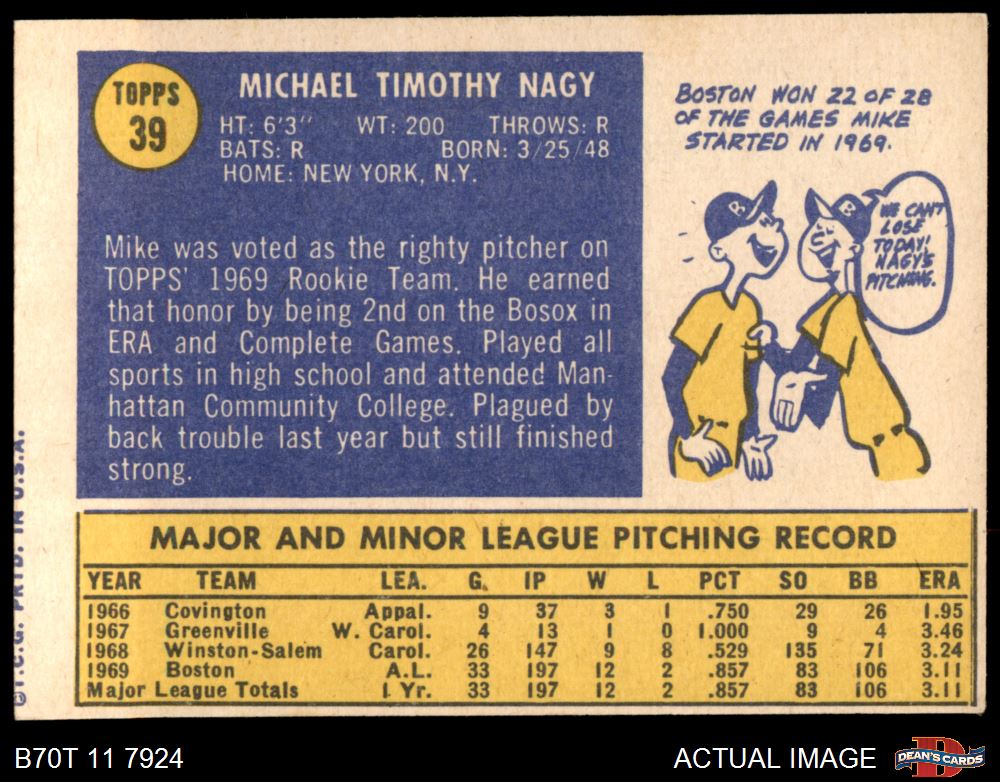 TOPPS
39
MICHAEL TIMOTHY NAGY
HT: 6'3" WT: 200 THROWS: R
BATS: R BORN: 3/25/48
HOME: NEW YORK, N.Y.
Mike was voted as the righty pitcher on
TOPPS' 1969 Rookie Team. He earned
that honor by being 2nd on the Bosox in
ERA and Complete Games. Played all
sports in high school and attended Man-
hattan Community College. Plagued by
back trouble last year but still finished
strong.
BOSTON WON 22 OF 28
OF THE GAMES MIKE
STARTED IN 1969.
B
B
WE CAN'T
LOSE
TODAY!
NAGY'S
PITCHING.
MAJOR AND MINOR LEAGUE PITCHING RECORD
YEAR TEAM LEA. G. IP W L PCT SO BB ERA
1966 Covington Appal. 9 37 3 1 .750 29 26 1.95
1967 Greenville W. Carol. 4 13 1 0 1.000 9 4 3.46
1968 Winston-Salem Carol. 26 147 9 8 .529 135 71 3.24
1969 Boston A.L. 33 197 12 2 .857 83 106 3.11
Major League Totals 1 Yr. 33 197 12 2 .857 83 106 3.11
© T.C.G. PRTD. IN U.S.A.
B70T 11 7924
ACTUAL IMAGE
D
DEAN'S CARDS